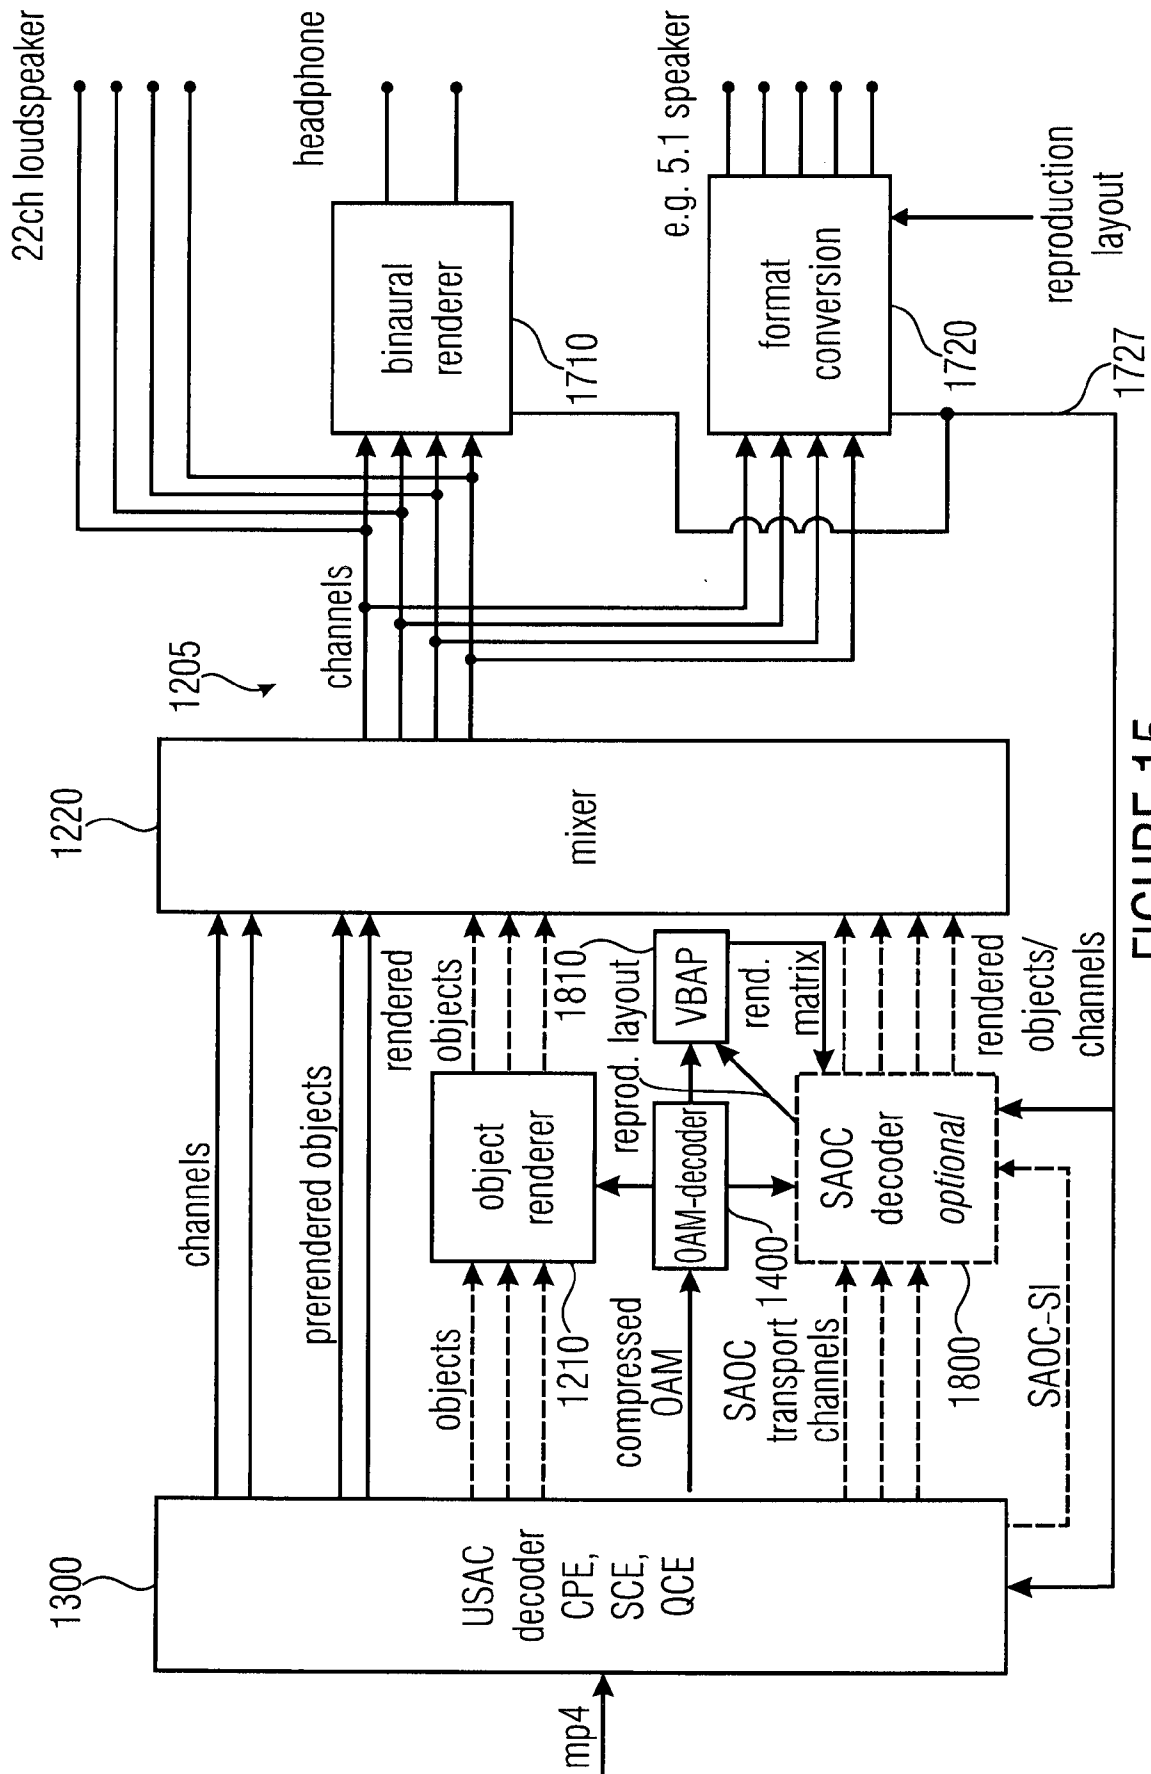 mp4
1300
USAC
decoder
CPE,
SCE,
QCE
channels
prerendered objects
objects
1210
object
renderer
rendered
objects
compressed
OAM
1400
OAM-decoder
reprod. layout
1810
VBAP
rend.
matrix
SAOC
transport
channels
1800
SAOC
decoder
optional
SAOC-SI
rendered
objects/
channels
1220
mixer
1205
channels
22ch loudspeaker
binaural
renderer
1710
headphone
format
conversion
1720
e.g. 5.1 speaker
reproduction
layout
1727
FIGURE 15